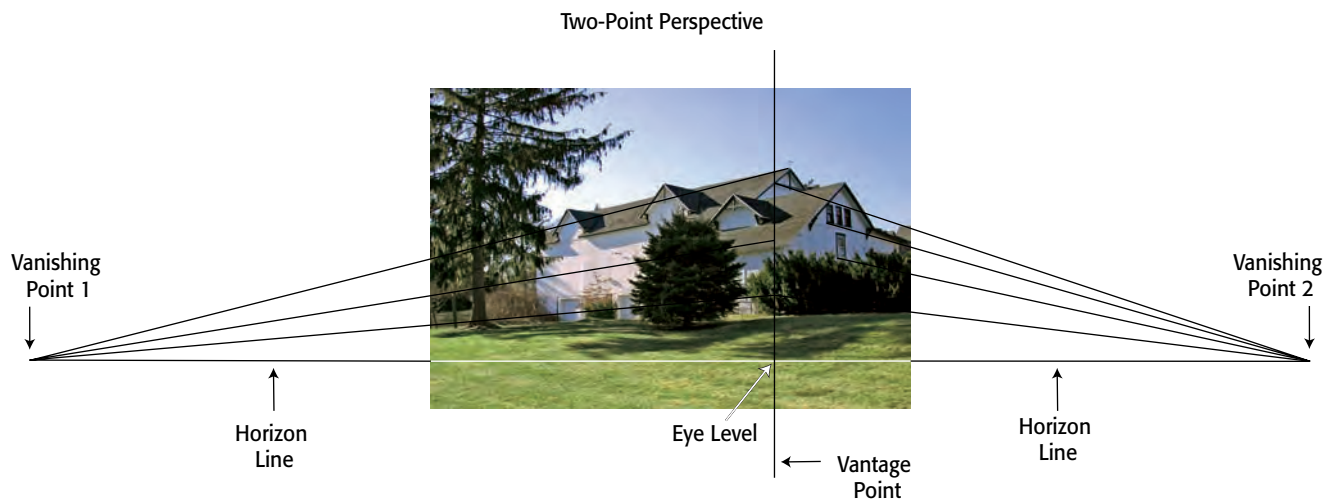 Two-Point Perspective
Vanishing
Point 1
Vanishing
Point 2
Horizon
Line
Eye Level
Horizon
Line
Vantage
Point